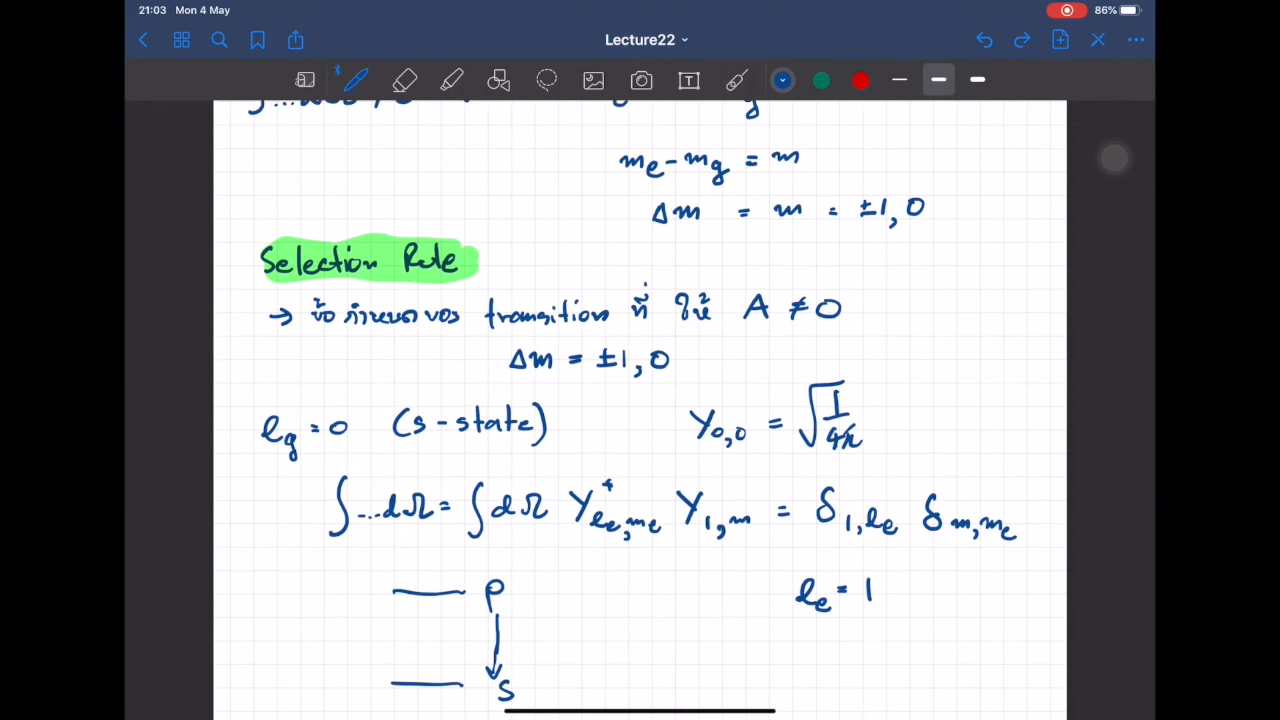 21:03 Mon 4 May
86%
Lecture22
mₑ - m_g = m
Δm = m = ±1, 0
Selection Rule
→ ข้อกำหนดของ transition ที่ ให้ A ≠ 0
Δm = ±1, 0
l_g = 0 (s-state) Y₀,₀ = √(1/4π)
∫...dΩ = ∫dΩ Y*_{lₑ,mₑ} Y_{1,m} = δ_{1,lₑ} δ_{m,mₑ}
p lₑ = 1
s